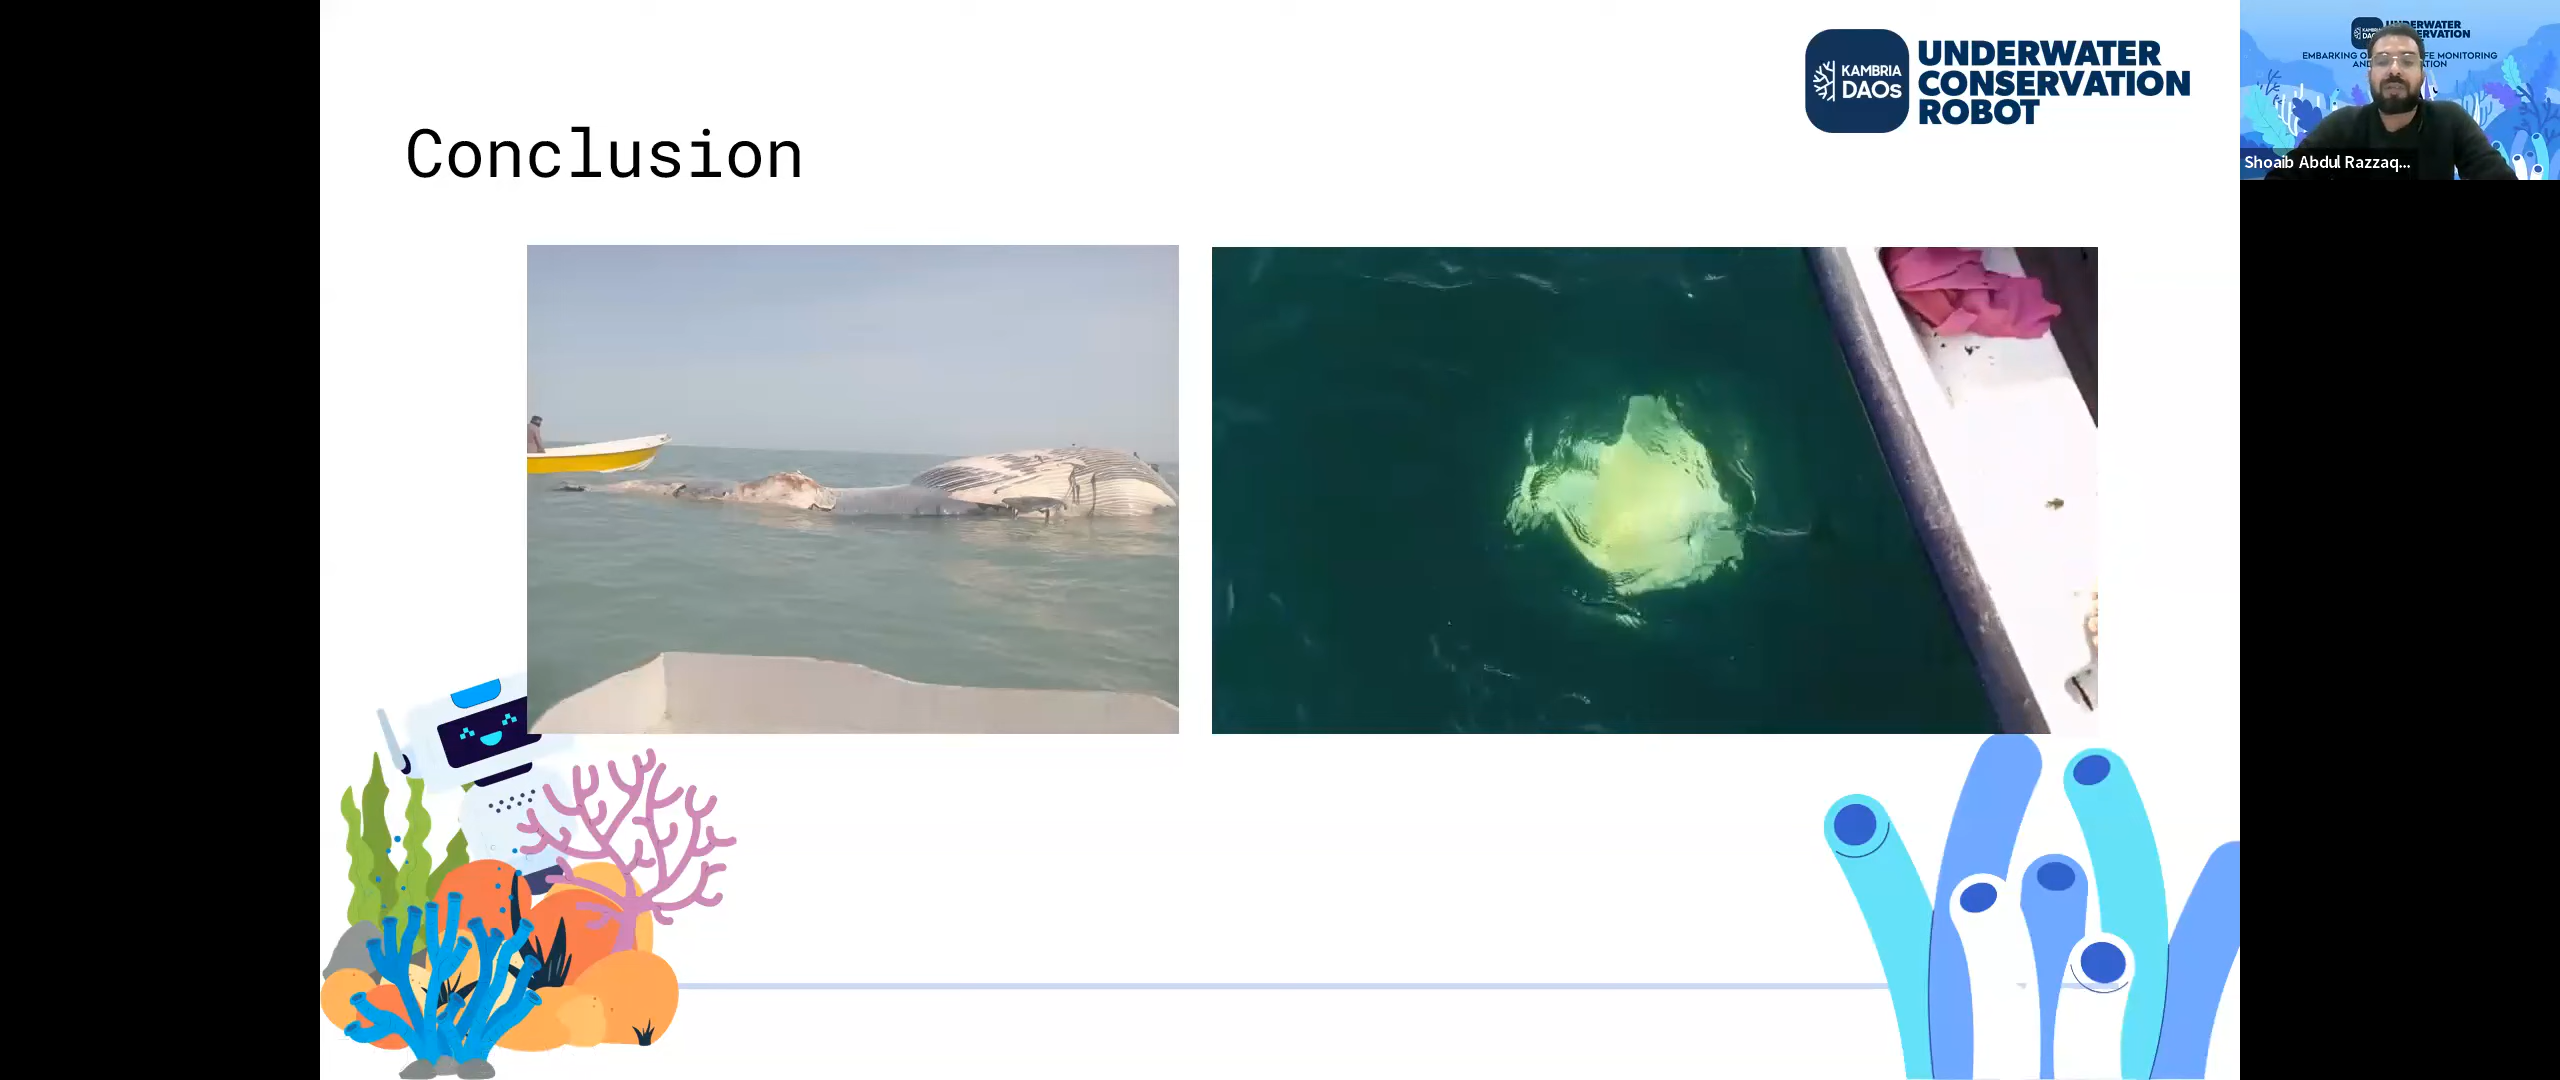 KAMBRIA
DAOs
UNDERWATER
CONSERVATION
ROBOT
Conclusion
Shoaib Abdul Razzaq...